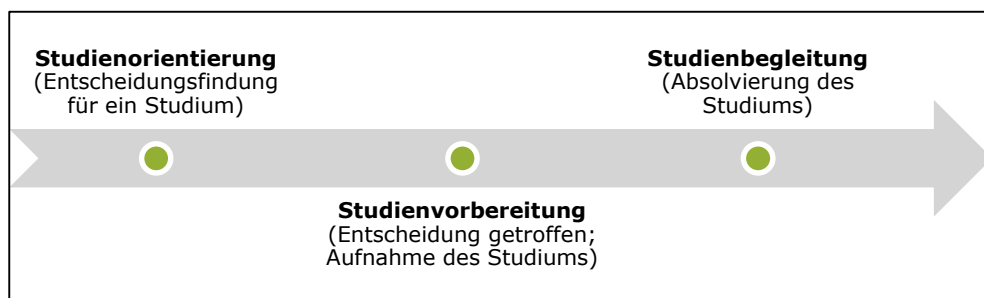 Studienorientierung
(Entscheidungsfindung
für ein Studium)
Studienvorbereitung
(Entscheidung getroffen;
Aufnahme des Studiums)
Studienbegleitung
(Absolvierung des
Studiums)